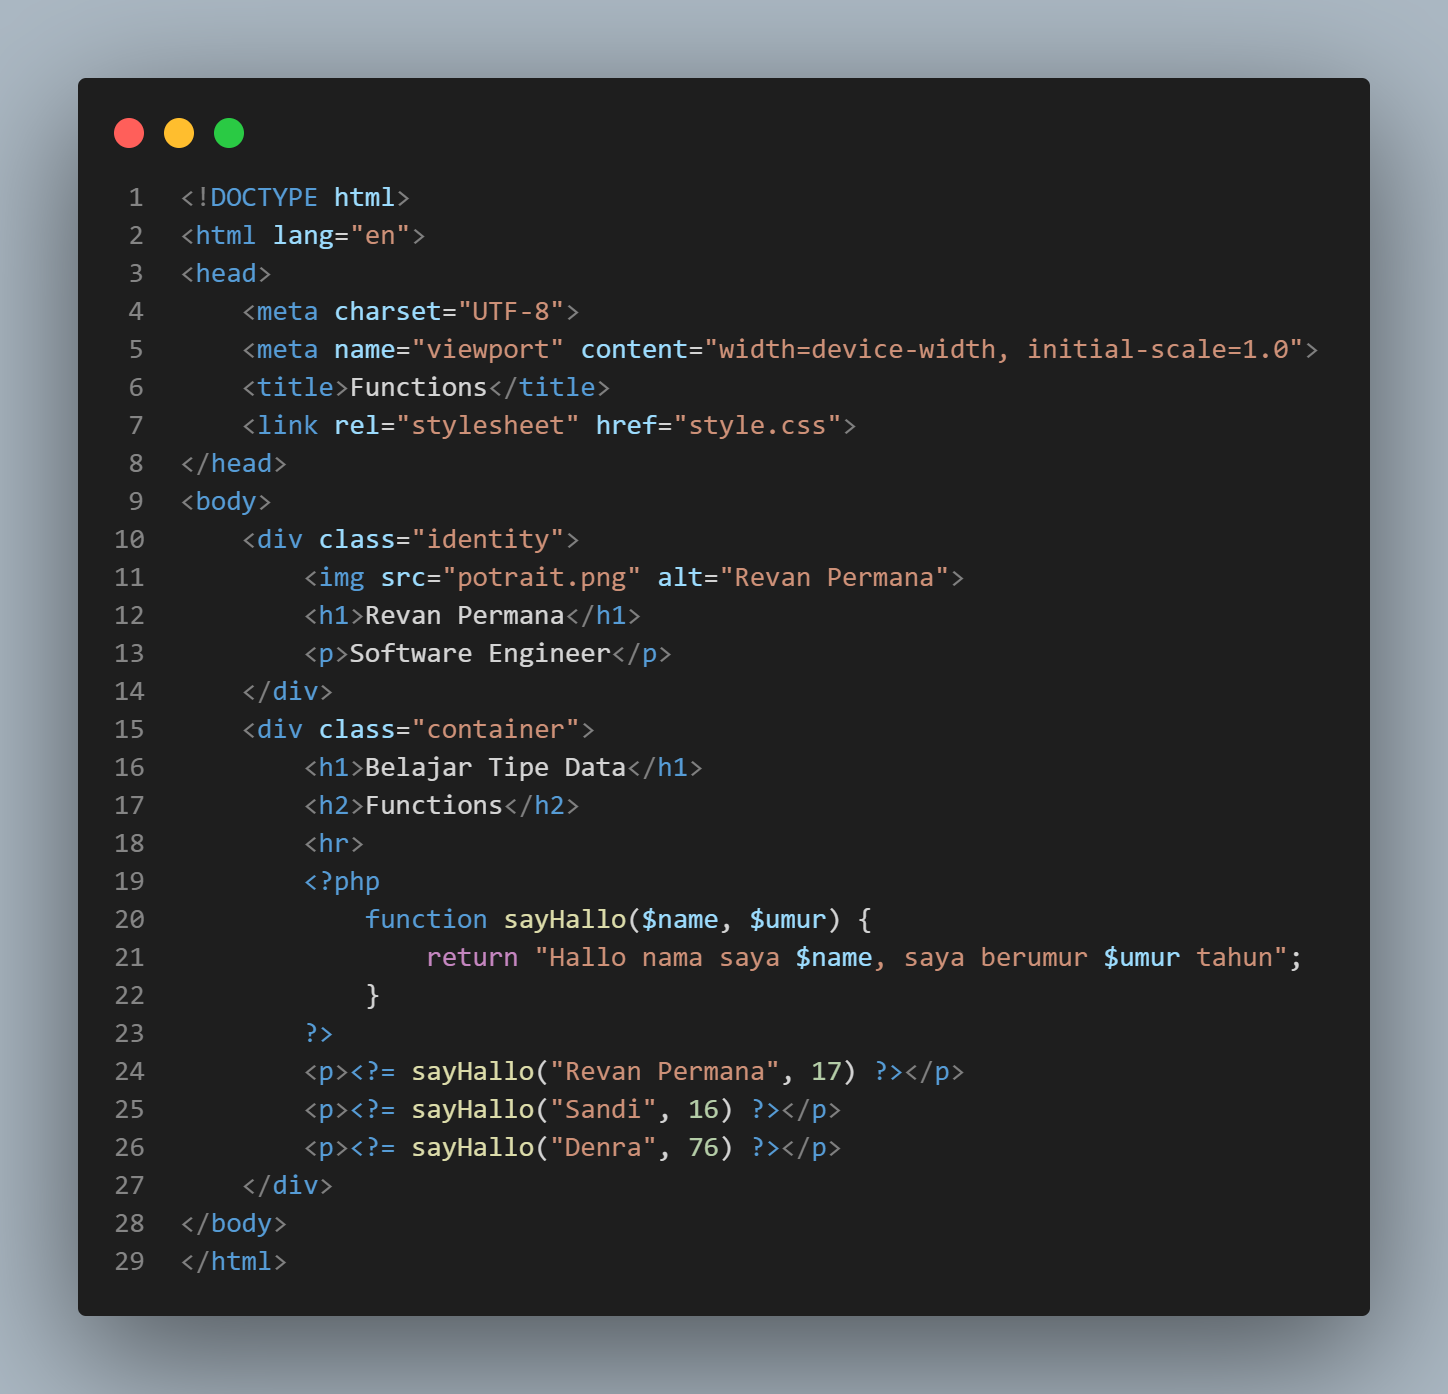 1 <!DOCTYPE html>
2 <html lang="en">
3 <head>
4     <meta charset="UTF-8">
5     <meta name="viewport" content="width=device-width, initial-scale=1.0">
6     <title>Functions</title>
7     <link rel="stylesheet" href="style.css">
8 </head>
9 <body>
10     <div class="identity">
11         <img src="potrait.png" alt="Revan Permana">
12         <h1>Revan Permana</h1>
13         <p>Software Engineer</p>
14     </div>
15     <div class="container">
16         <h1>Belajar Tipe Data</h1>
17         <h2>Functions</h2>
18         <hr>
19         <?php
20             function sayHallo($name, $umur) {
21                 return "Hallo nama saya $name, saya berumur $umur tahun";
22             }
23         ?>
24         <p><?= sayHallo("Revan Permana", 17) ?></p>
25         <p><?= sayHallo("Sandi", 16) ?></p>
26         <p><?= sayHallo("Denra", 76) ?></p>
27     </div>
28 </body>
29 </html>